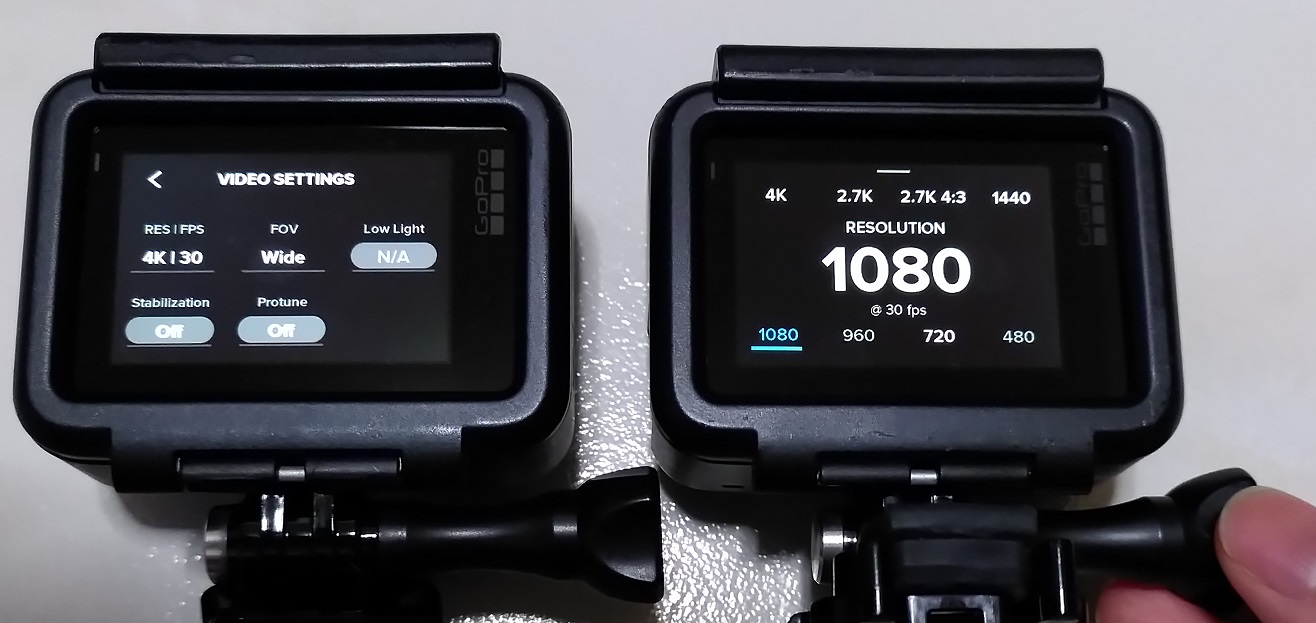 < VIDEO SETTINGS
RES | FPS FOV Low Light
4K | 30 Wide N/A
Stabilization Protune
Off Off
GoPro
4K 2.7K 2.7K 4:3 1440
RESOLUTION
1080
@ 30 fps
1080 960 720 480
GoPro